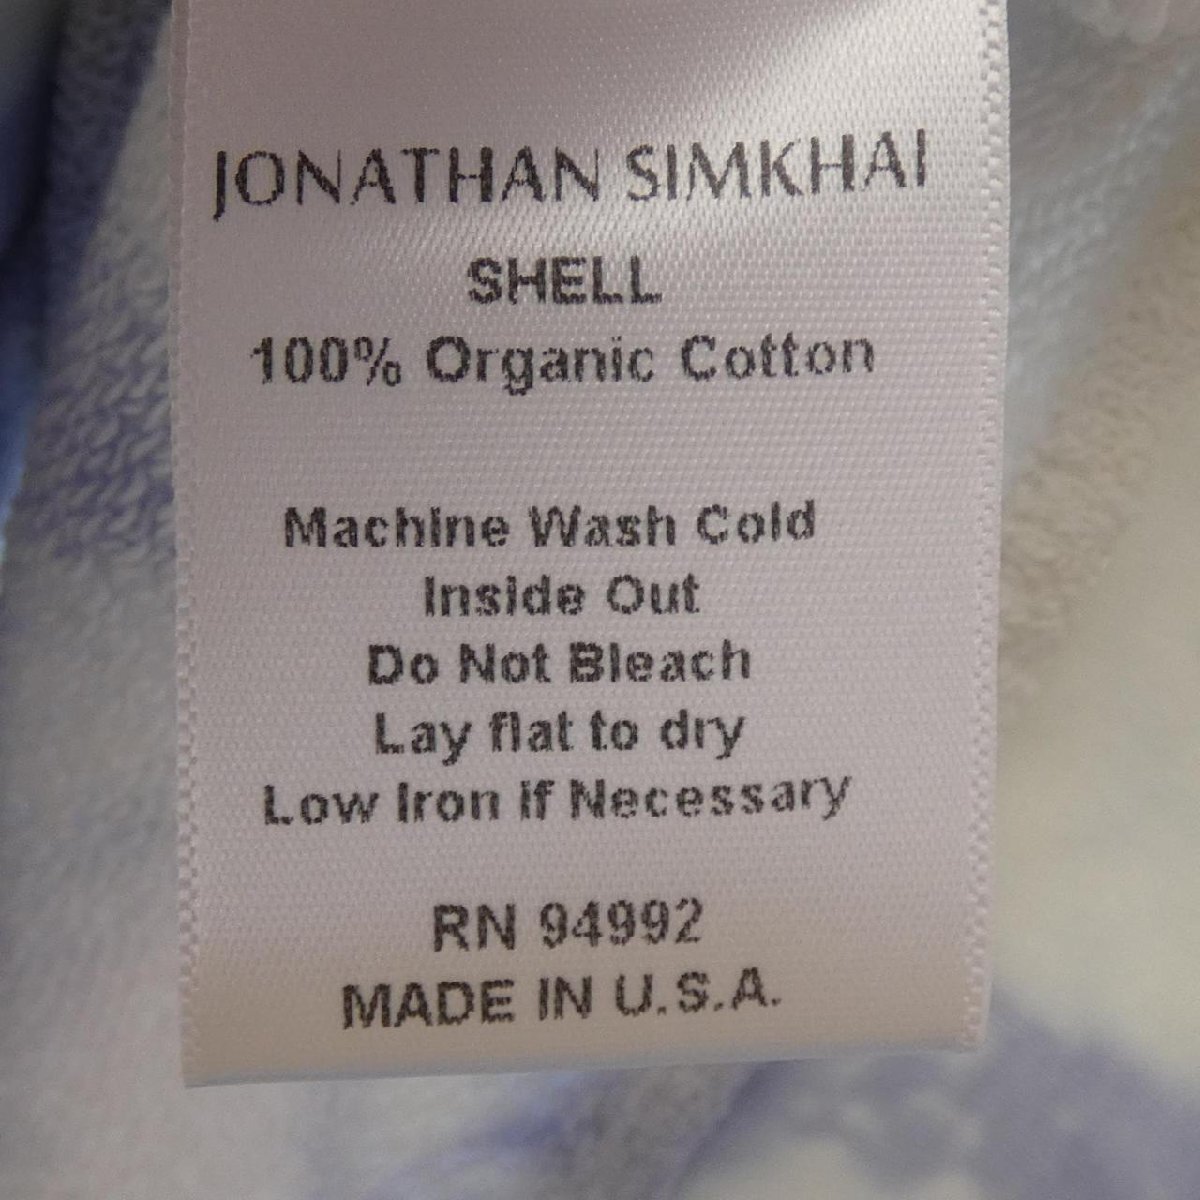 JONATHAN SIMKHAI
SHELL
100% Organic Cotton
Machine Wash Cold
Inside Out
Do Not Bleach
Lay flat to dry
Low Iron if Necessary
RN 94992
MADE IN U.S.A.